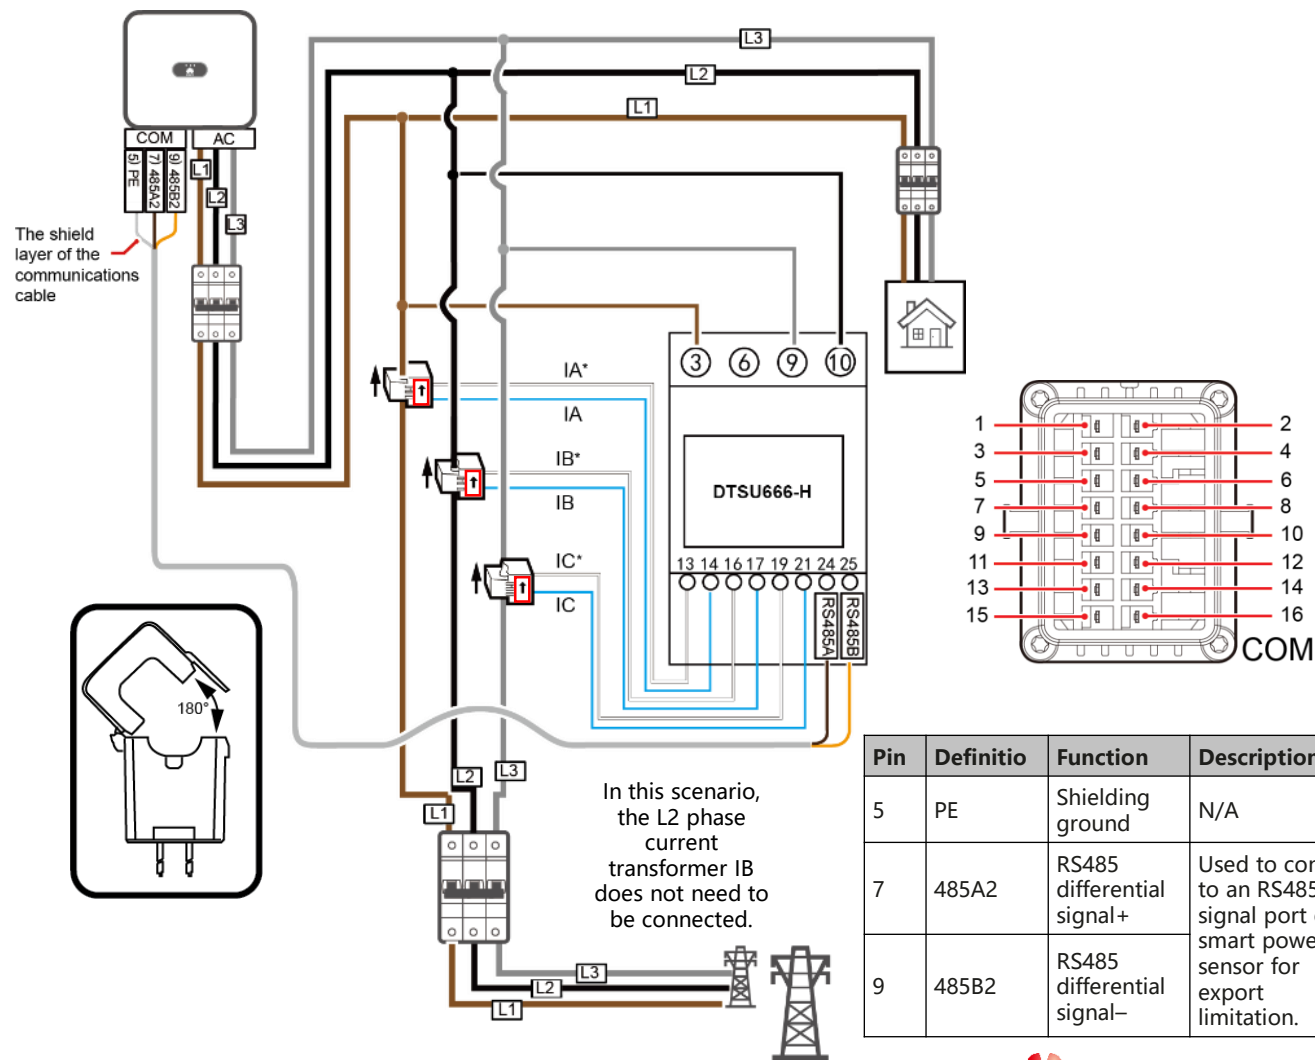 L3
L2
L1
COM
AC
5) PE
7) 485A2
9) 485B2
L1
L2
L3
The shield
layer of the
communications
cable
3
6
9
10
IA*
IA
IB*
IB
IC*
IC
DTSU666-H
13 14 16 17 19 21 24 25
RS485A
RS485B
1
2
3
4
5
6
7
8
9
10
11
12
13
14
15
16
COM
180°
L2
L3
L1
In this scenario,
the L2 phase
current
transformer IB
does not need to
be connected.
L3
L2
L1
Pin
Definitio
Function
Description
5
PE
Shielding
ground
N/A
7
485A2
RS485
differential
signal+
Used to con
to an RS485
signal port
smart powe
sensor for
export
limitation.
9
485B2
RS485
differential
signal–